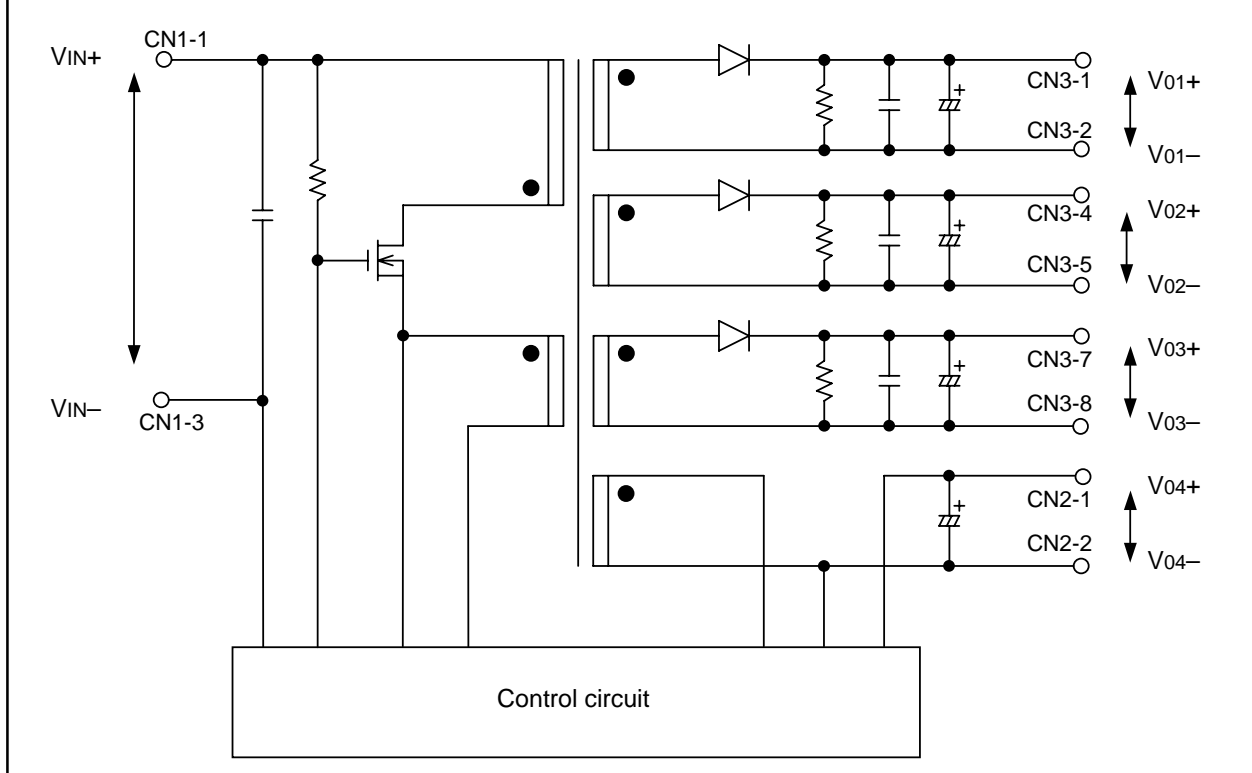 VIN+
CN1-1
VIN–
CN1-3
CN3-1
V01+
CN3-2
V01–
CN3-4
V02+
CN3-5
V02–
CN3-7
V03+
CN3-8
V03–
CN2-1
V04+
CN2-2
V04–
+
+
+
+
Control circuit